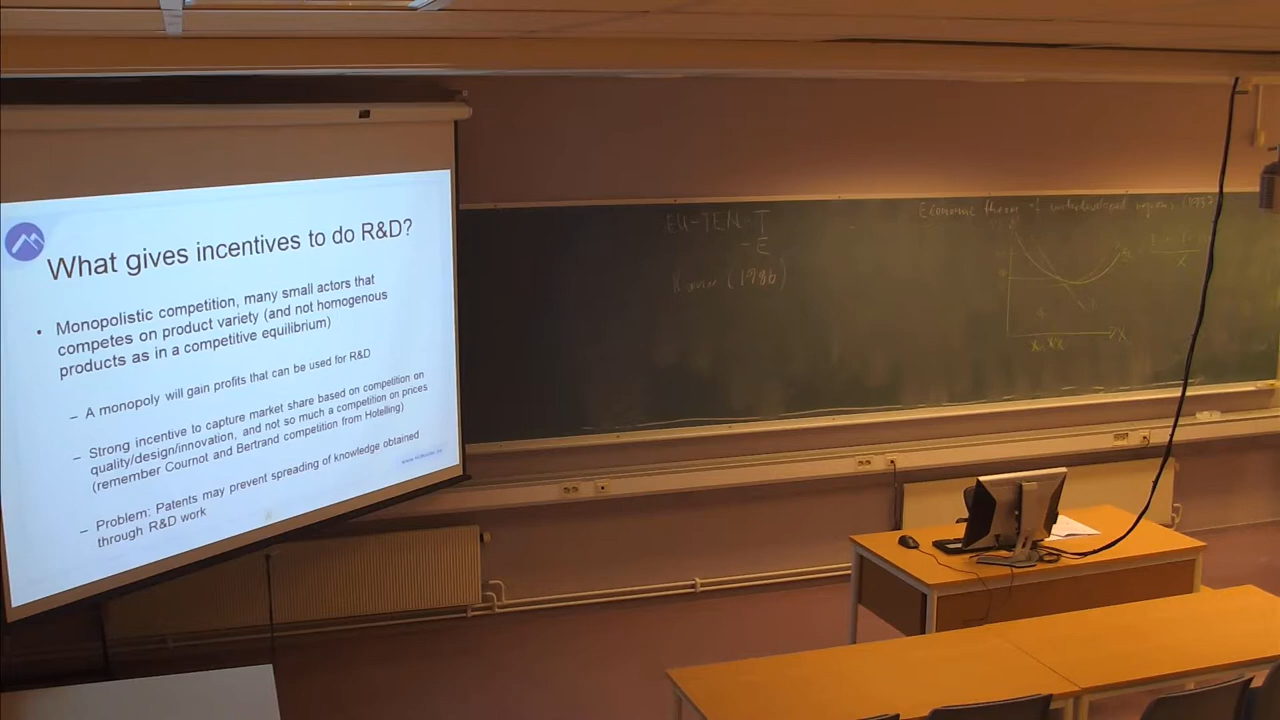 What gives incentives to do R&D?
• Monopolistic competition, many small actors that
competes on product variety (and not homogenous
products as in a competitive equilibrium)
– A monopoly will gain profits that can be used for R&D
– Strong incentive to capture market share based on competition on
quality/design/innovation, and not so much a competition on prices
(remember Cournot and Bertrand competition from Hotelling)
– Problem: Patents may prevent spreading of knowledge obtained
through R&D work
EU-TEN-T
-E
(1986)
Economic theory of
X
X